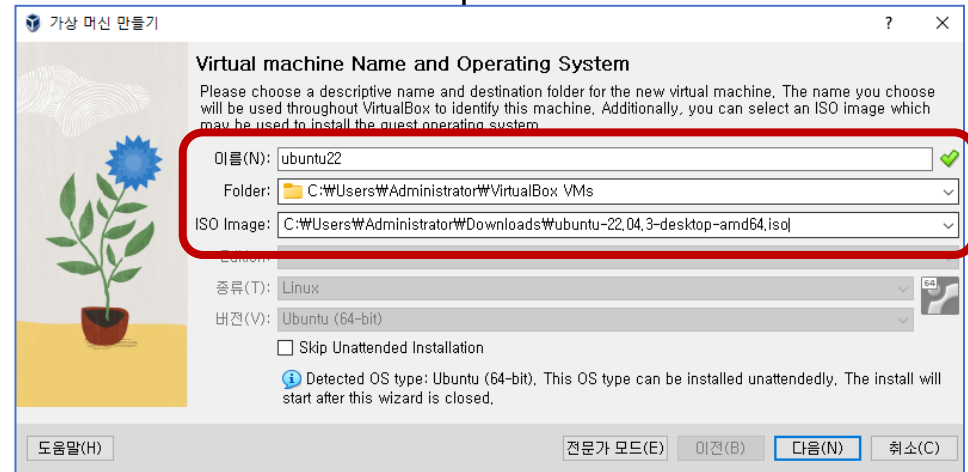 가상 머신 만들기
? ×
Virtual machine Name and Operating System
Please choose a descriptive name and destination folder for the new virtual machine, The name you choose
will be used throughout VirtualBox to identify this machine, Additionally, you can select an ISO image which
may be used to install the guest operating system
이름(N): ubuntu22
Folder: C:₩Users₩Administrator₩VirtualBox VMs
ISO Image: C:₩Users₩Administrator₩Downloads₩ubuntu-22,04,3-desktop-amd64,iso
Edition:
종류(T): Linux
64
버전(V): Ubuntu (64-bit)
Skip Unattended Installation
Detected OS type: Ubuntu (64-bit), This OS type can be installed unattendedly, The install will
start after this wizard is closed,
도움말(H) 전문가 모드(E) 이전(B) 다음(N) 취소(C)